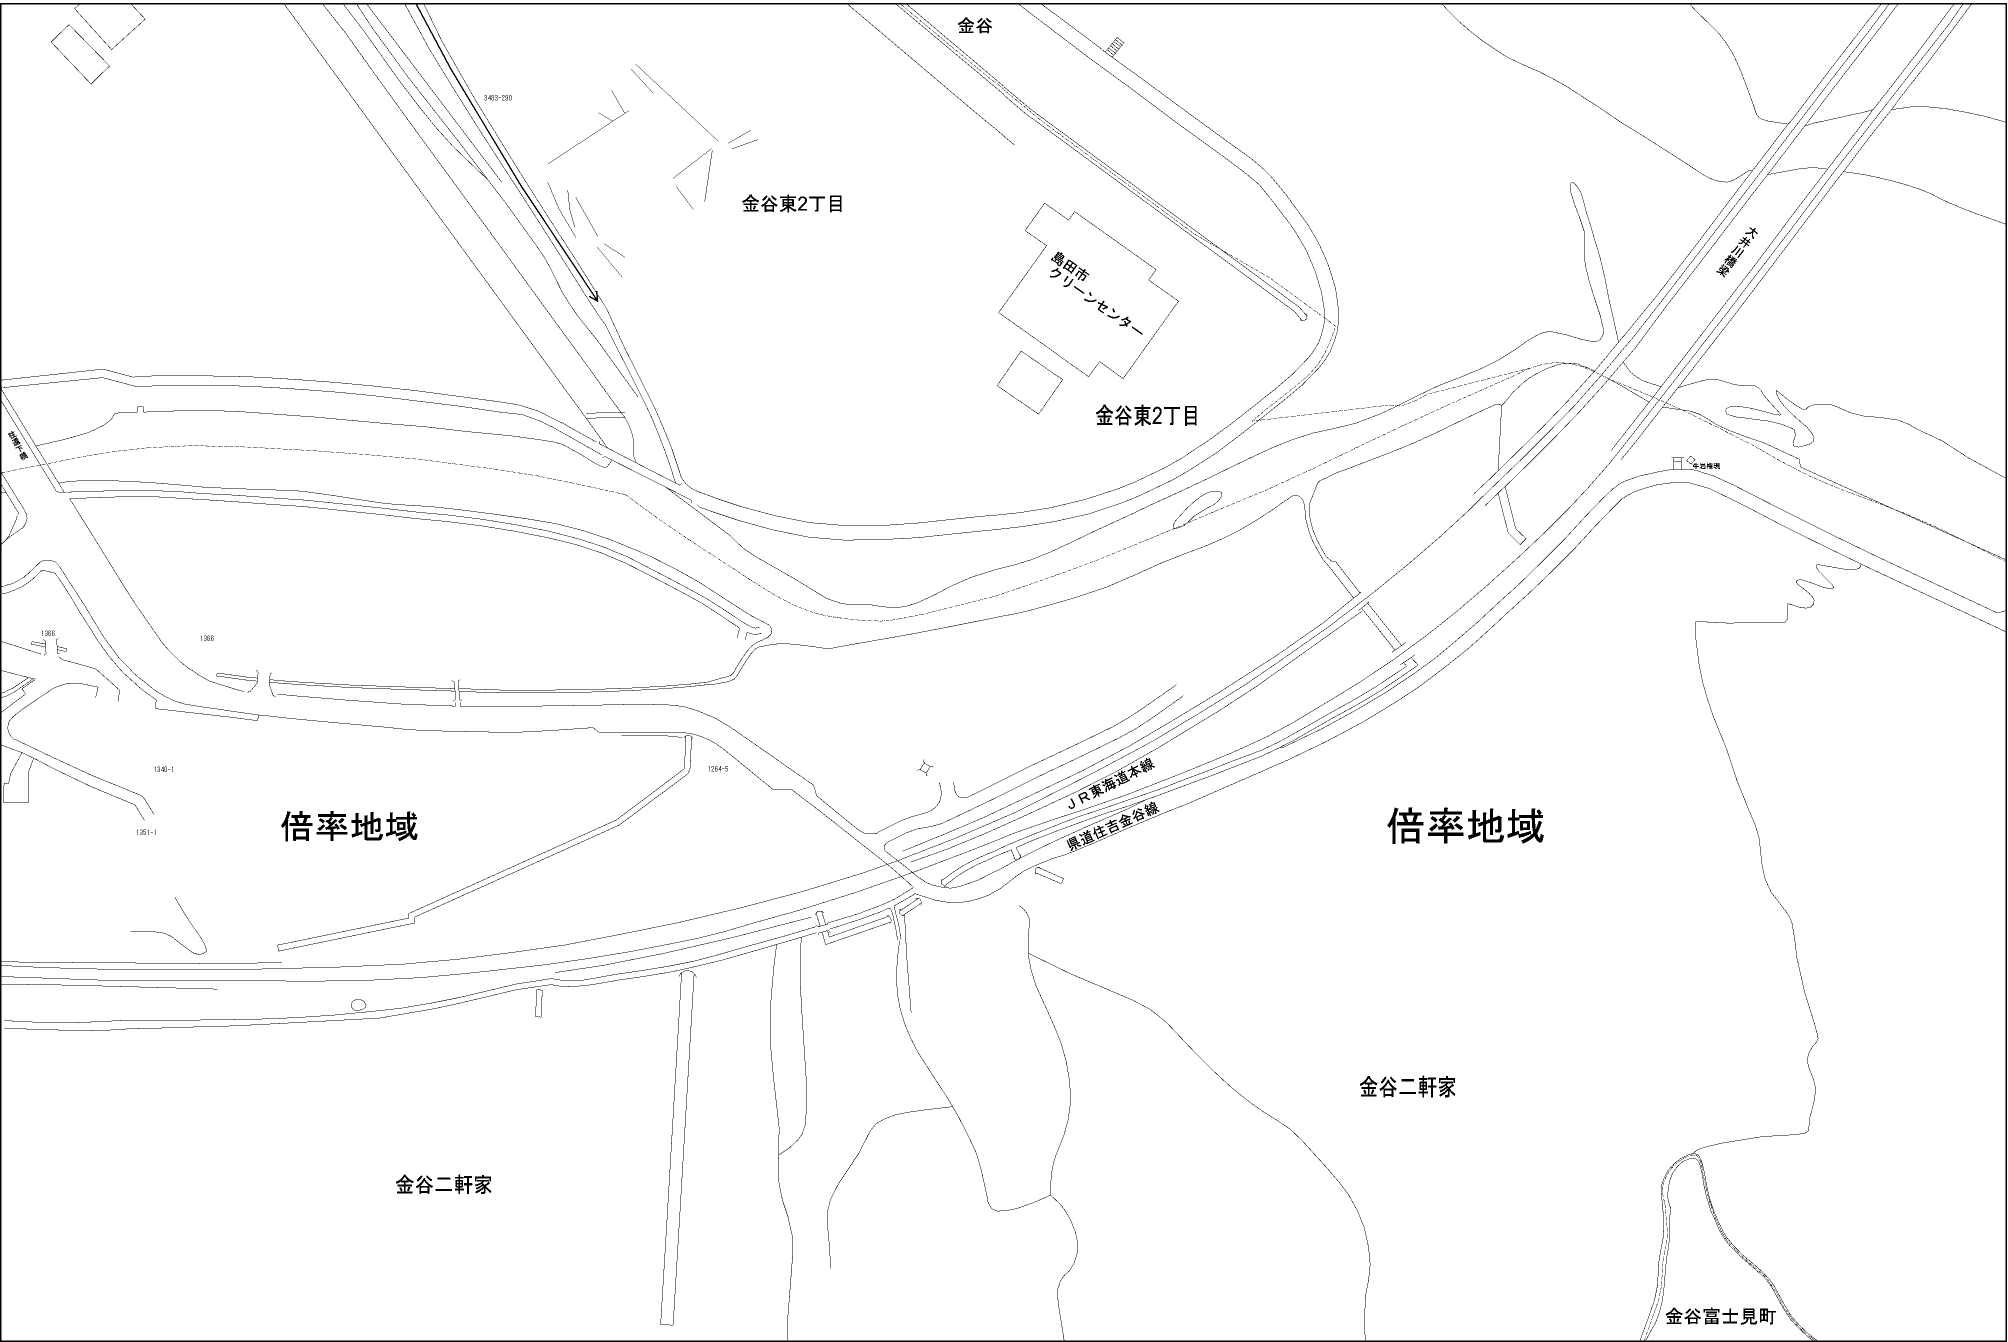 金谷
3483-290
金谷東2丁目
島田市
クリーンセンター
大井川橋梁
金谷東2丁目
牛岩権現
1366
1366
1340-1
1264-5
1351-1
倍率地域
ＪＲ東海道本線
県道住吉金谷線
倍率地域
金谷二軒家
金谷二軒家
金谷富士見町